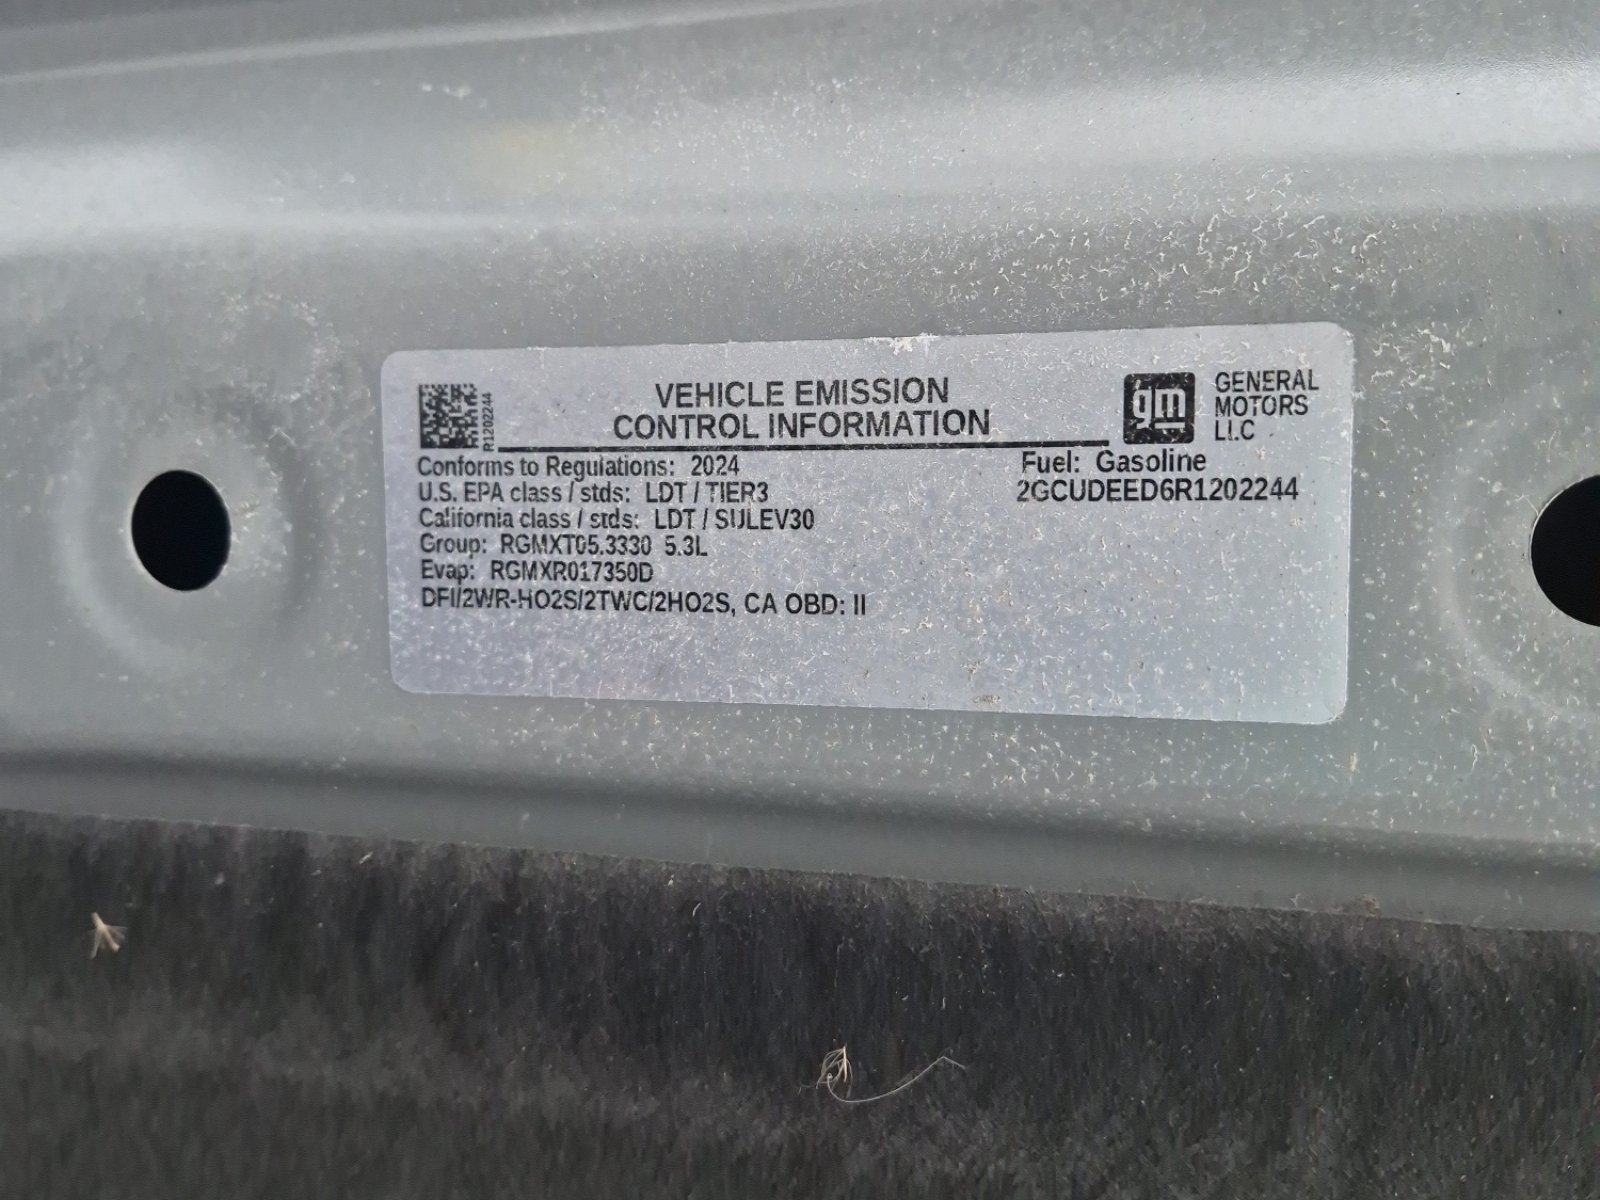 R1202244
VEHICLE EMISSION
CONTROL INFORMATION
gm
GENERAL
MOTORS
LLC
Conforms to Regulations: 2024
U.S. EPA class / stds: LDT / TIER3
California class / stds: LDT / SULEV30
Group: RGMXT05.3330 5.3L
Evap: RGMXR017350D
DFI/2WR-HO2S/2TWC/2HO2S, CA OBD: II
Fuel: Gasoline
2GCUDEED6R1202244